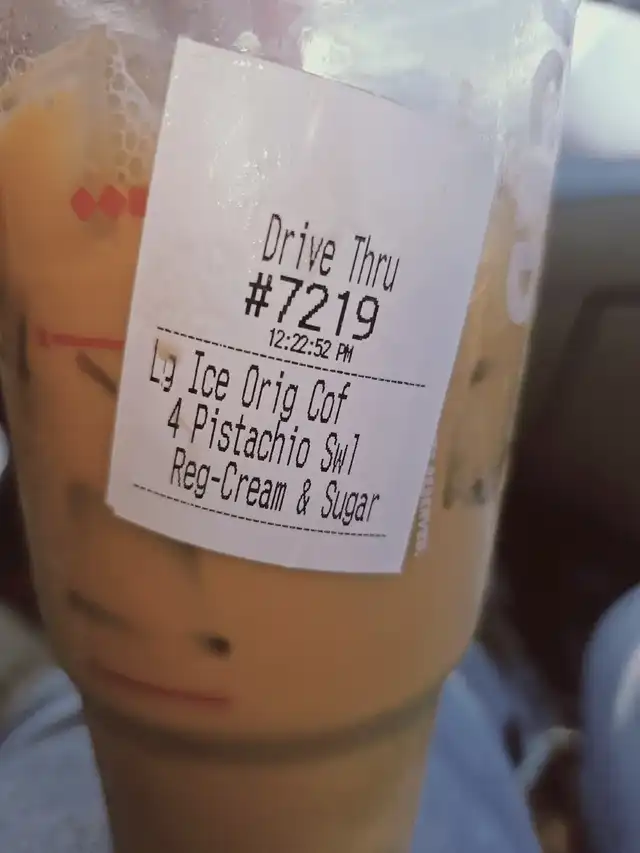 Drive Thru
#7219
12:22:52 PM
Lg Ice Orig Cof
4 Pistachio Swl
Reg-Cream & Sugar